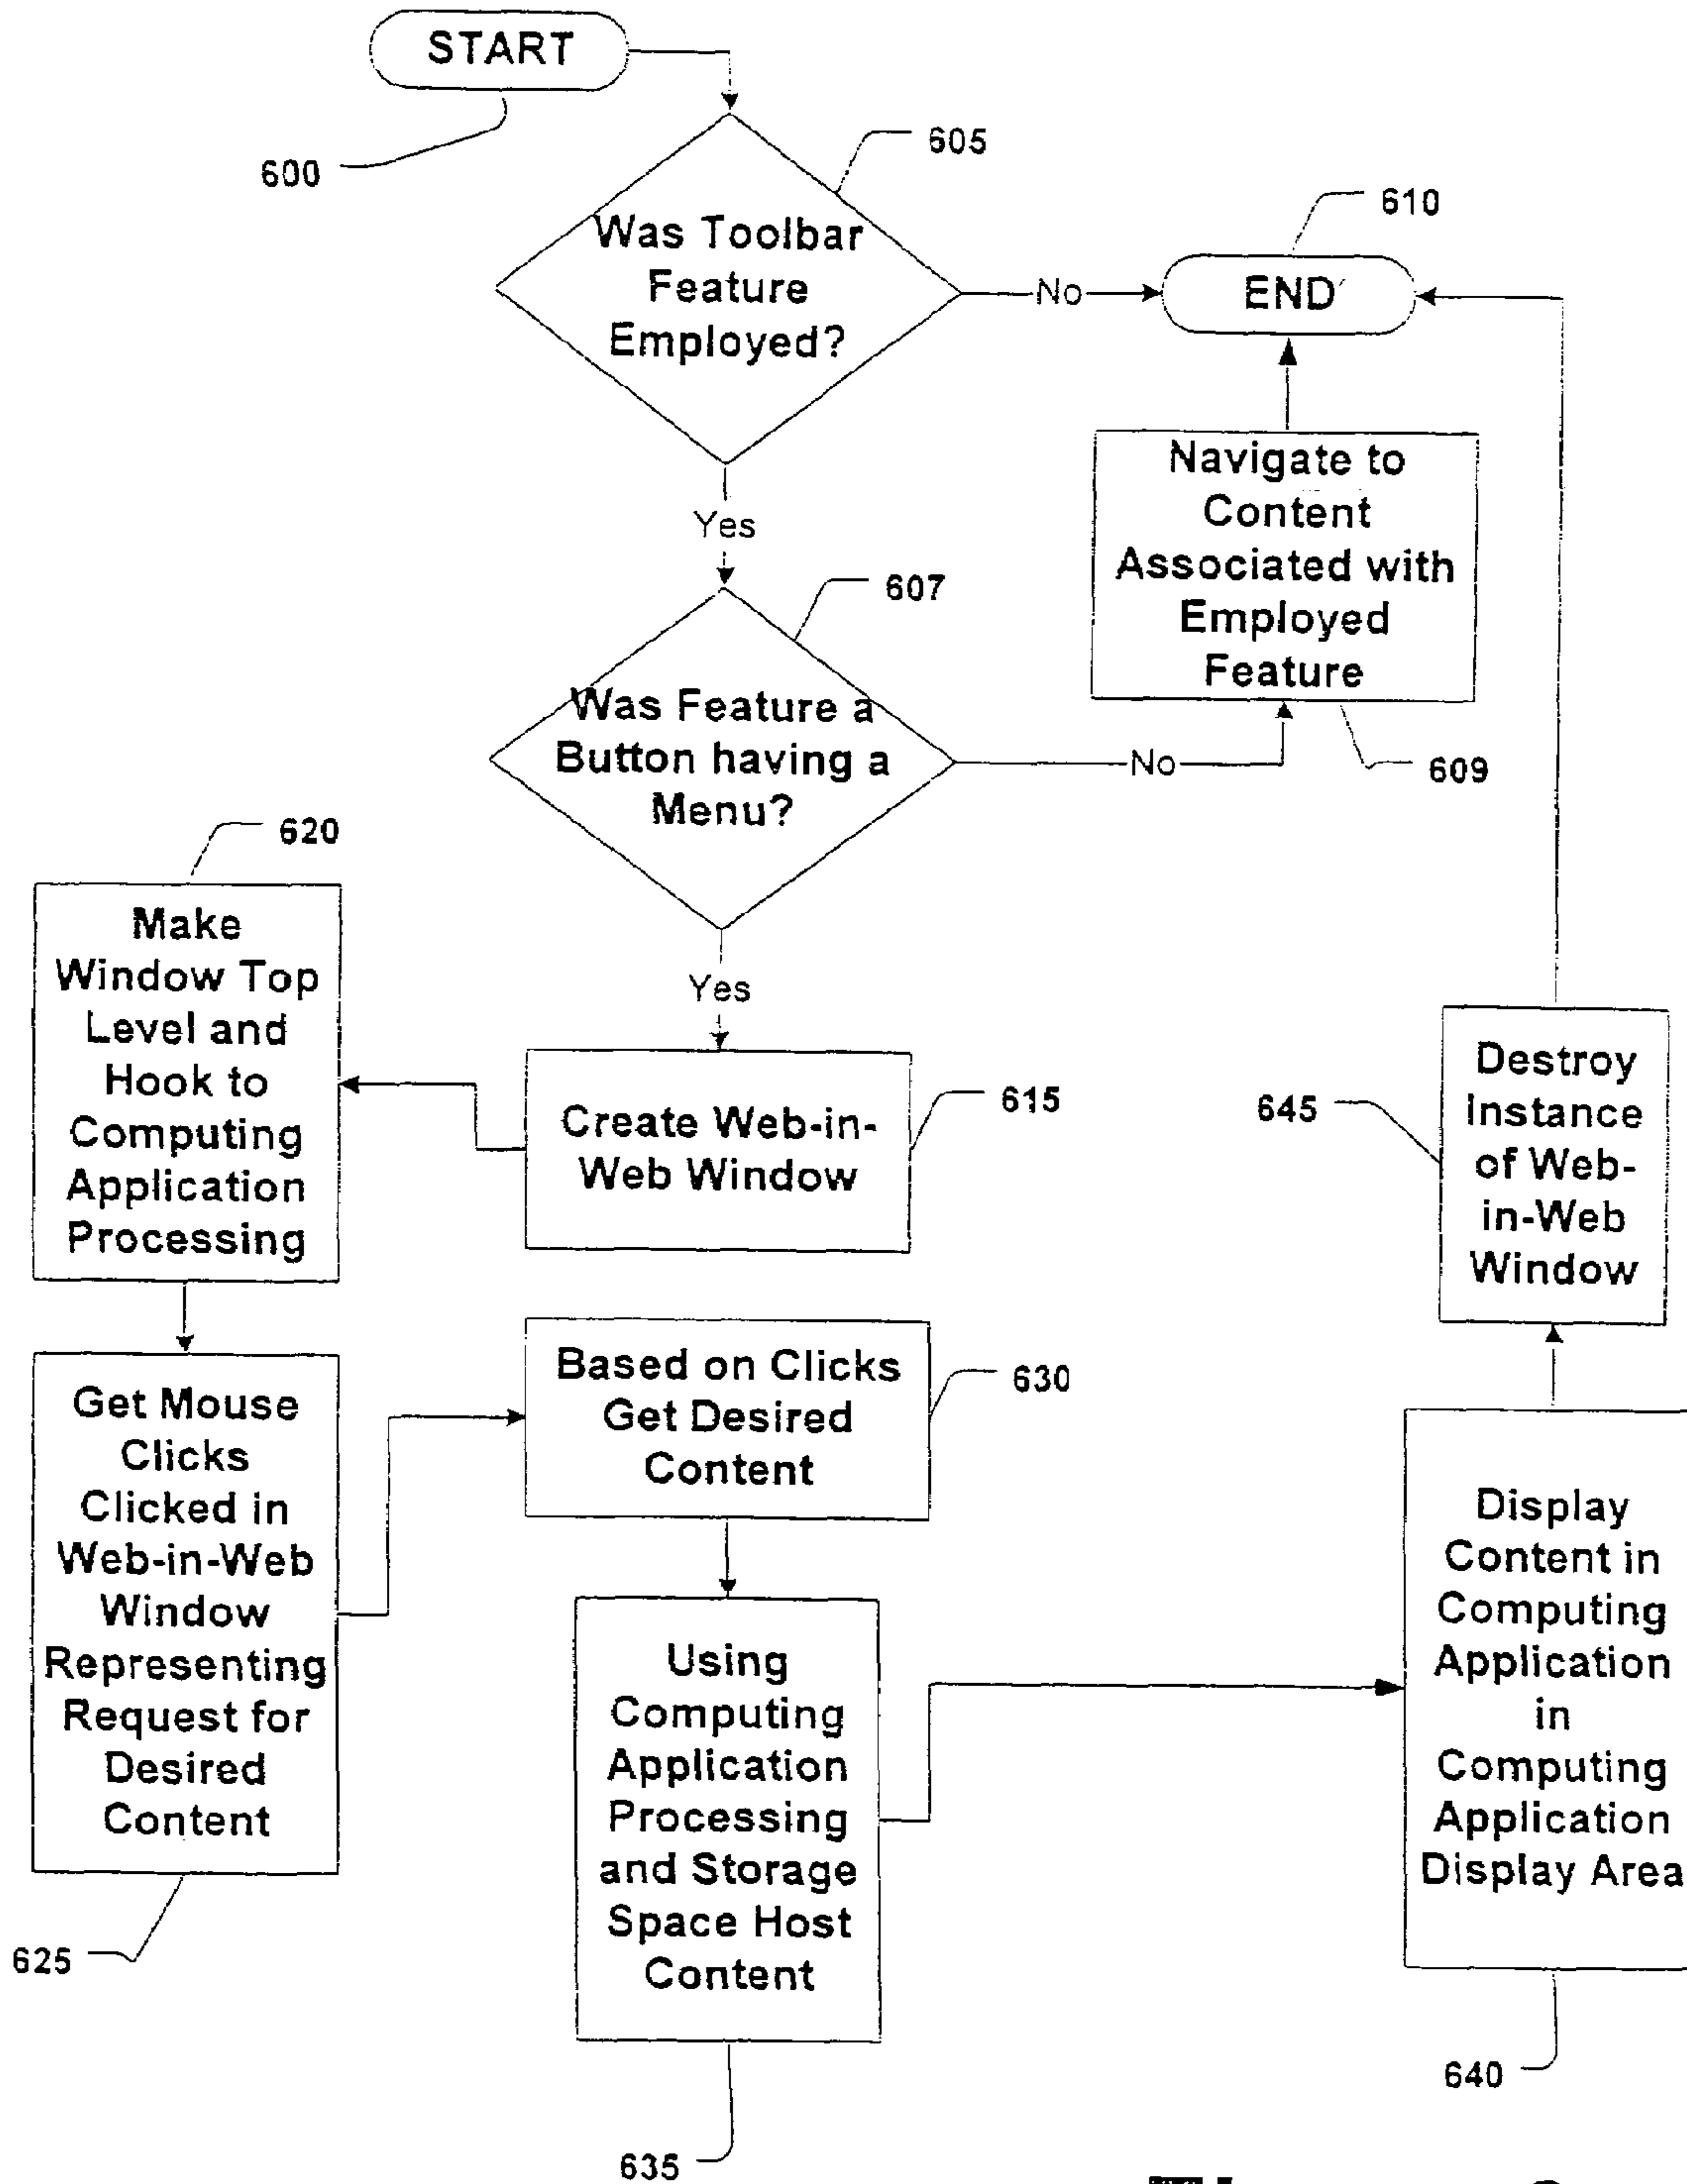 START
600
605
Was Toolbar
Feature
Employed?
No
610
END
Yes
Navigate to
Content
Associated with
Employed
Feature
609
607
Was Feature a
Button having a
Menu?
No
Yes
620
Make
Window Top
Level and
Hook to
Computing
Application
Processing
Create Web-in-
Web Window
615
645
Destroy
Instance
of Web-
in-Web
Window
Get Mouse
Clicks
Clicked in
Web-in-Web
Window
Representing
Request for
Desired
Content
625
Based on Clicks
Get Desired
Content
630
Using
Computing
Application
Processing
and Storage
Space Host
Content
635
Display
Content in
Computing
Application
in
Computing
Application
Display Area
640